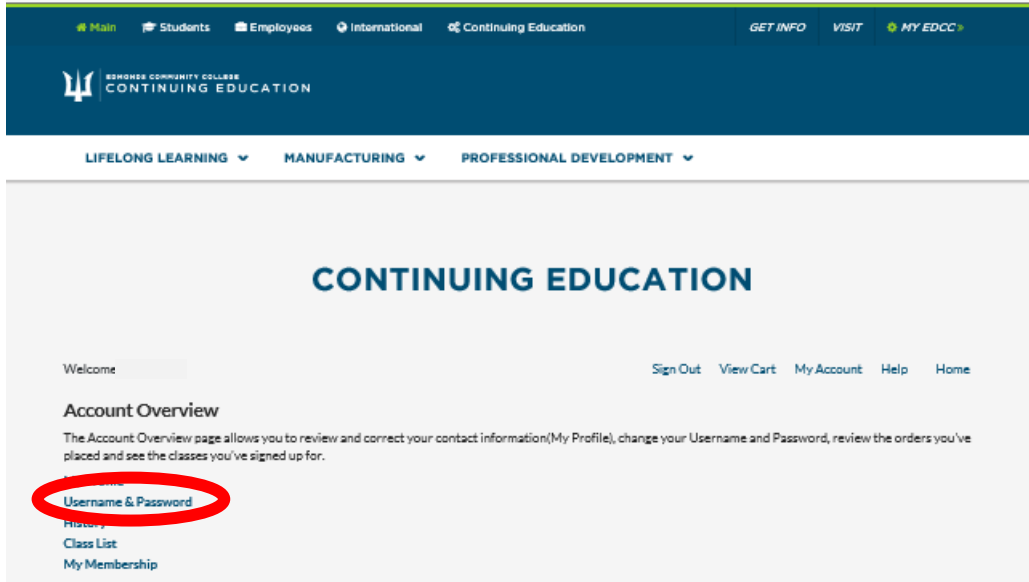 Main Students Employees International Continuing Education GET INFO VISIT MY EDCC »
EDMONDS COMMUNITY COLLEGE
CONTINUING EDUCATION
LIFELONG LEARNING MANUFACTURING PROFESSIONAL DEVELOPMENT
CONTINUING EDUCATION
Welcome
Sign Out View Cart My Account Help Home
Account Overview
The Account Overview page allows you to review and correct your contact information(My Profile), change your Username and Password, review the orders you've
placed and see the classes you've signed up for.
Username & Password
History
Class List
My Membership